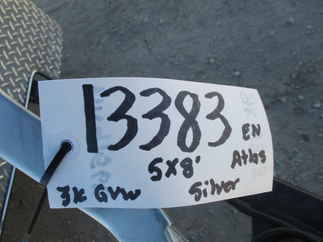 13383
EN
5x8' Atlas
3K GVW Silver